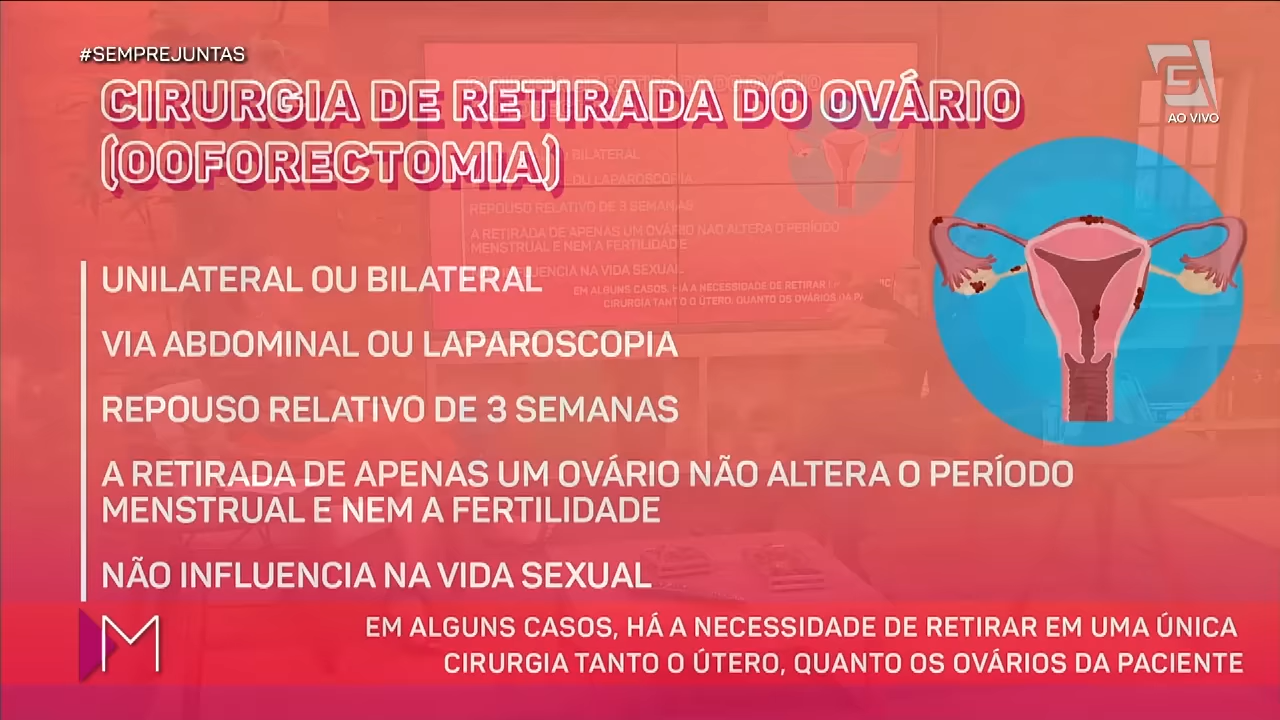 #SEMPREJUNTAS
CIRURGIA DE RETIRADA DO OVÁRIO
(OOFORECTOMIA)
AO VIVO
UNILATERAL OU BILATERAL
VIA ABDOMINAL OU LAPAROSCOPIA
REPOUSO RELATIVO DE 3 SEMANAS
A RETIRADA DE APENAS UM OVÁRIO NÃO ALTERA O PERÍODO
MENSTRUAL E NEM A FERTILIDADE
NÃO INFLUENCIA NA VIDA SEXUAL
M
EM ALGUNS CASOS, HÁ A NECESSIDADE DE RETIRAR EM UMA ÚNICA
CIRURGIA TANTO O ÚTERO, QUANTO OS OVÁRIOS DA PACIENTE